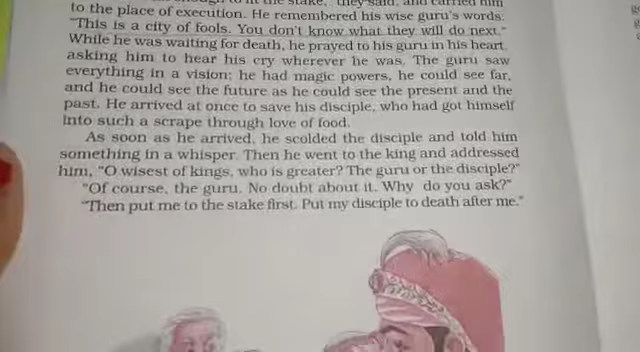 the stake," they said, and carried him
to the place of execution. He remembered his wise guru's words:
"This is a city of fools. You don't know what they will do next."
While he was waiting for death, he prayed to his guru in his heart,
asking him to hear his cry wherever he was. The guru saw
everything in a vision; he had magic powers, he could see far,
and he could see the future as he could see the present and the
past. He arrived at once to save his disciple, who had got himself
into such a scrape through love of food.
As soon as he arrived, he scolded the disciple and told him
something in a whisper. Then he went to the king and addressed
him, "O wisest of kings, who is greater? The guru or the disciple?"
"Of course, the guru. No doubt about it. Why do you ask?"
"Then put me to the stake first. Put my disciple to death after me."